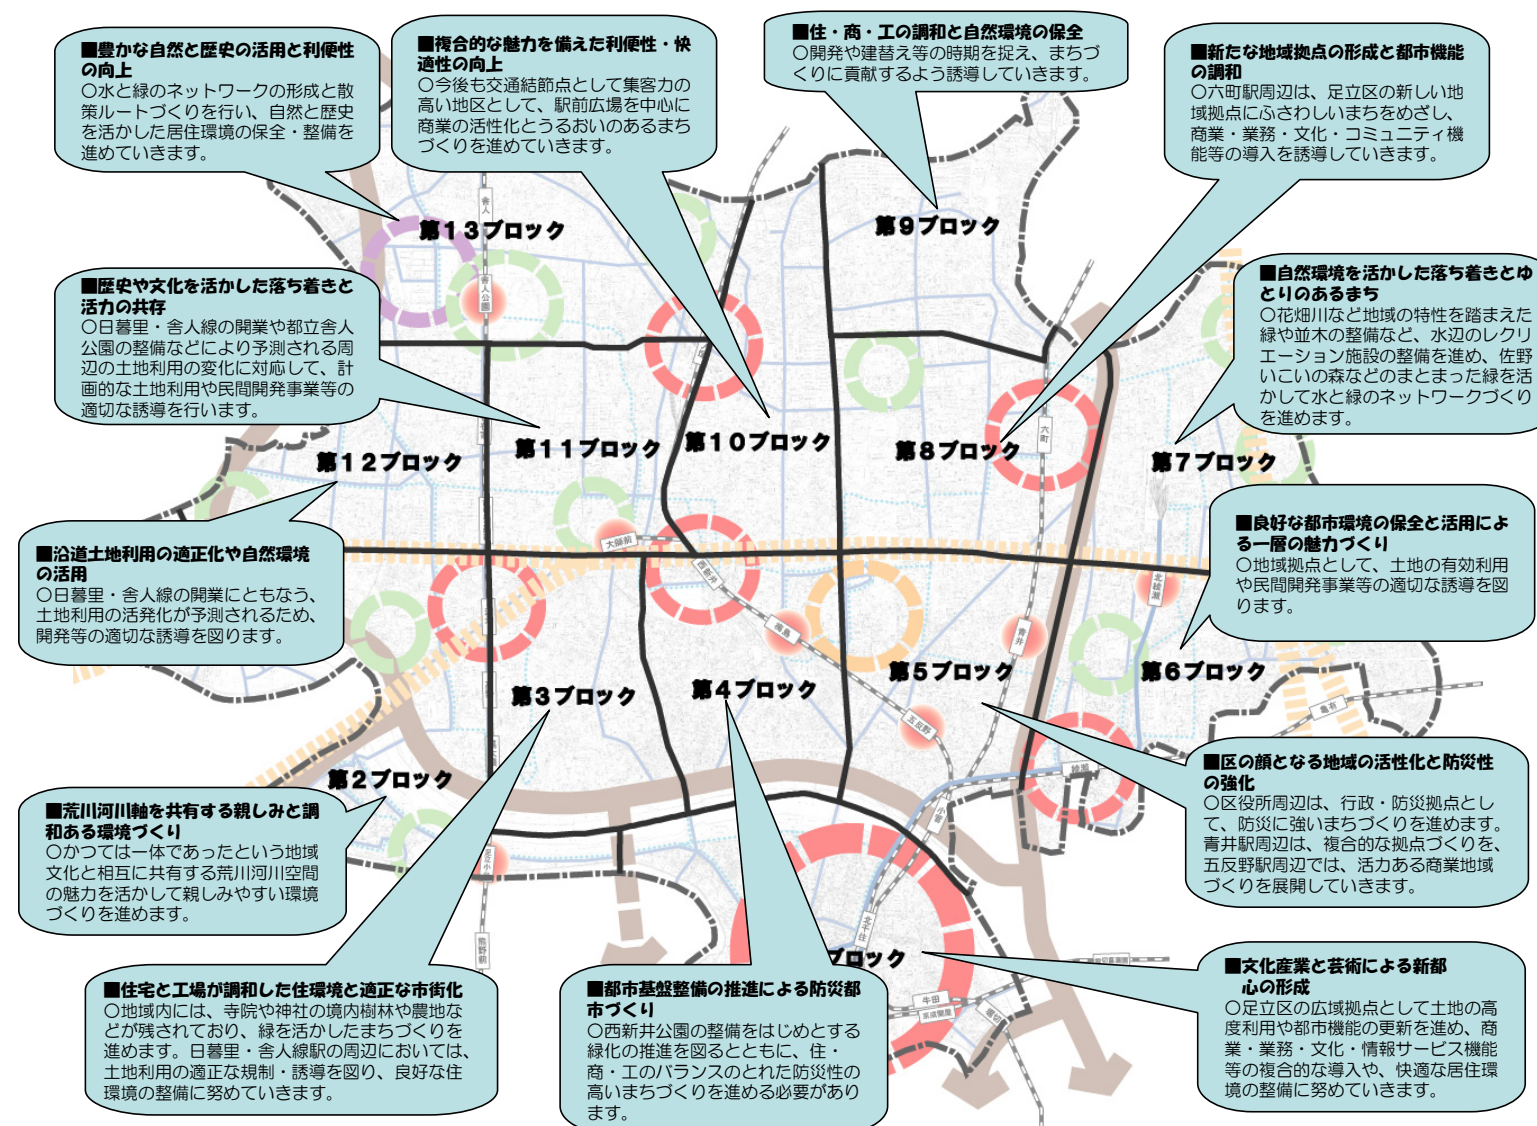 ■豊かな自然と歴史の活用と利便性
の向上
○水と緑のネットワークの形成と散
策ルートづくりを行い、自然と歴史
を活かした居住環境の保全・整備を
進めていきます。
■複合的な魅力を備えた利便性・快
適性の向上
○今後も交通結節点として集客力の
高い地区として、駅前広場を中心に
商業の活性化とうるおいのあるまち
づくりを進めていきます。
■住・商・工の調和と自然環境の保全
○開発や建替え等の時期を捉え、まちづ
くりに貢献するよう誘導していきます。
■新たな地域拠点の形成と都市機能
の調和
○六町駅周辺は、足立区の新しい地
域拠点にふさわしいまちをめざし、
商業・業務・文化・コミュニティ機
能等の導入を誘導していきます。
舎人
第13ブロック
第9ブロック
舎人公園
■歴史や文化を活かした落ち着きと
活力の共存
○日暮里・舎人線の開業や都立舎人
公園の整備などにより予測される周
辺の土地利用の変化に対応して、計
画的な土地利用や民間開発事業等の
適切な誘導を行います。
■自然環境を活かした落ち着きとゆ
とりのあるまち
○花畑川など地域の特性を踏まえた
緑や並木の整備など、水辺のレクリ
エーション施設の整備を進め、佐野
いこいの森などのまとまった緑を活
かして水と緑のネットワークづくり
を進めます。
六町
第12ブロック
第11ブロック
第10ブロック
第8ブロック
第7ブロック
■沿道土地利用の適正化や自然環境
の活用
○日暮里・舎人線の開業にともなう、
土地利用の活発化が予測されるため、
開発等の適切な誘導を図ります。
■良好な都市環境の保全と活用によ
る一層の魅力づくり
○地域拠点として、土地の有効利用
や民間開発事業等の適切な誘導を図
ります。
大師前
西新井
北綾瀬
梅島
青井
第3ブロック
第4ブロック
第5ブロック
第6ブロック
五反野
亀有
綾瀬
小菅
第2ブロック
■荒川河川軸を共有する親しみと調
和ある環境づくり
○かつては一体であったという地域
文化と相互に共有する荒川河川空間
の魅力を活かして親しみやすい環境
づくりを進めます。
■区の顔となる地域の活性化と防災性
の強化
○区役所周辺は、行政・防災拠点とし
て、防災に強いまちづくりを進めます。
青井駅周辺は、複合的な拠点づくりを、
五反野駅周辺では、活力ある商業地域
づくりを展開していきます。
熊野前
北千住
ブロック
牛田
京成関屋
堀切
堀切菖蒲園
■住宅と工場が調和した住環境と適正な市街化
○地域内には、寺院や神社の境内樹林や農地な
どが残されており、緑を活かしたまちづくりを
進めます。日暮里・舎人線駅の周辺においては、
土地利用の適正な規制・誘導を図り、良好な住
環境の整備に努めていきます。
■都市基盤整備の推進による防災都
市づくり
○西新井公園の整備をはじめとする
緑化の推進を図るとともに、住・
商・工のバランスのとれた防災性の
高いまちづくりを進める必要があり
ます。
■文化産業と芸術による新都
心の形成
○足立区の広域拠点として土地の高
度利用や都市機能の更新を進め、商
業・業務・文化・情報サービス機能
等の複合的な導入や、快適な居住環
境の整備に努めていきます。